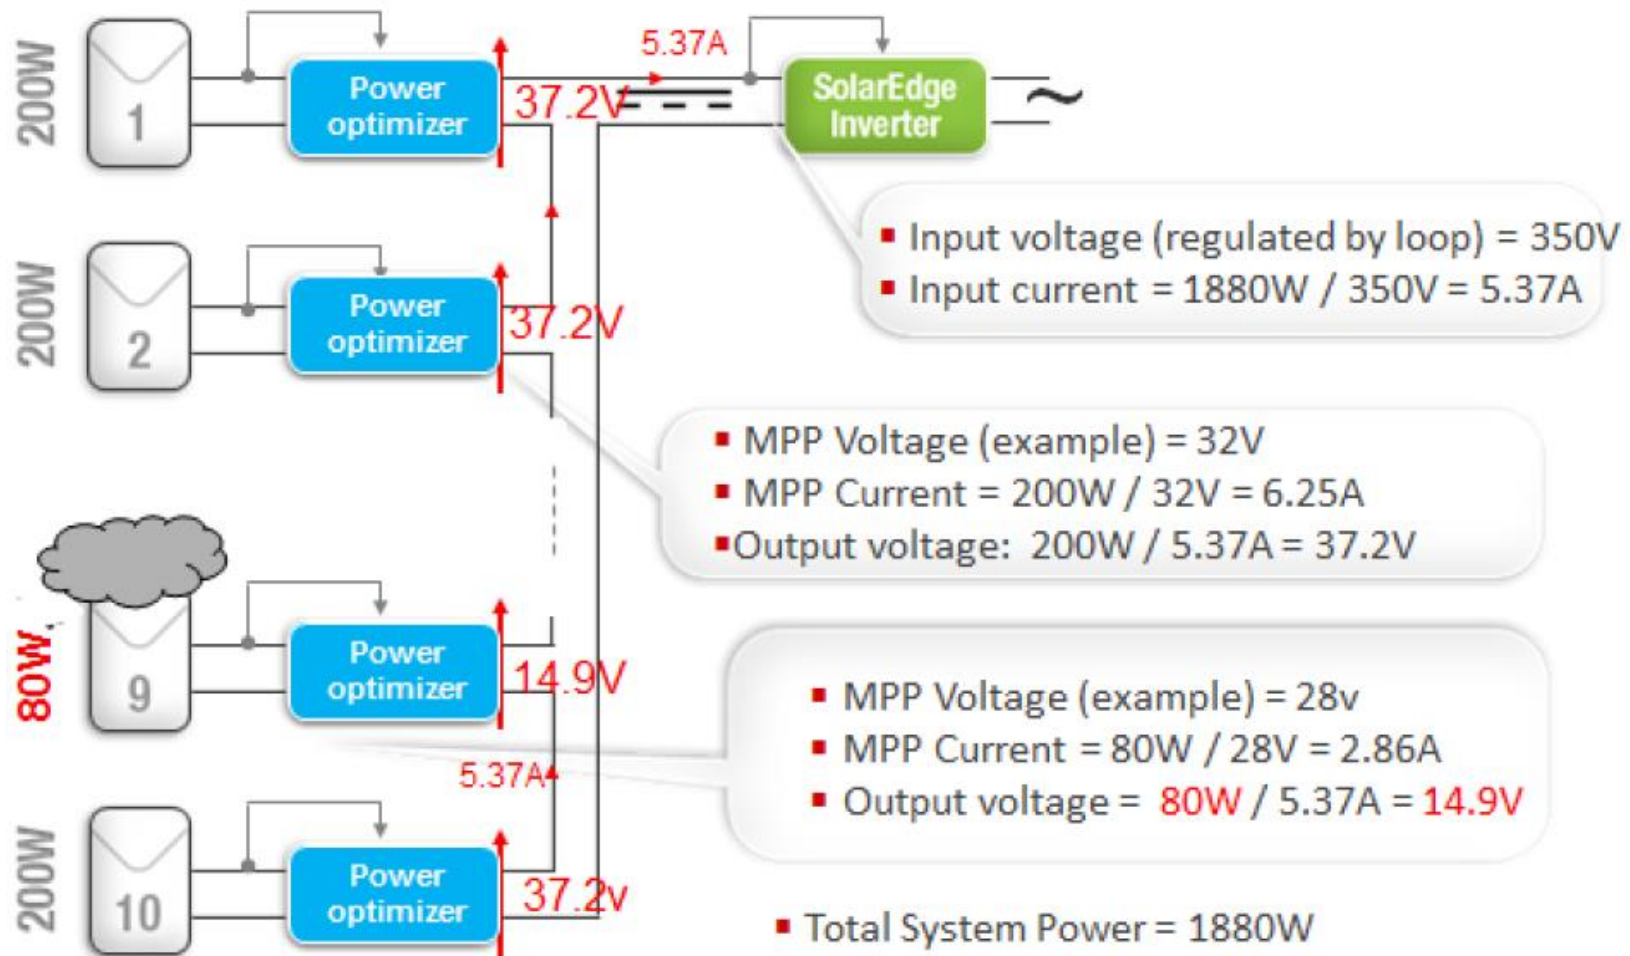 200W
1
Power
optimizer
37.2V
5.37A
SolarEdge
Inverter
~
▪ Input voltage (regulated by loop) = 350V
▪ Input current = 1880W / 350V = 5.37A
200W
2
Power
optimizer
37.2V
▪ MPP Voltage (example) = 32V
▪ MPP Current = 200W / 32V = 6.25A
▪Output voltage: 200W / 5.37A = 37.2V
80W
9
Power
optimizer
14.9V
5.37A
▪ MPP Voltage (example) = 28v
▪ MPP Current = 80W / 28V = 2.86A
▪ Output voltage = 80W / 5.37A = 14.9V
200W
10
Power
optimizer
37.2v
▪ Total System Power = 1880W